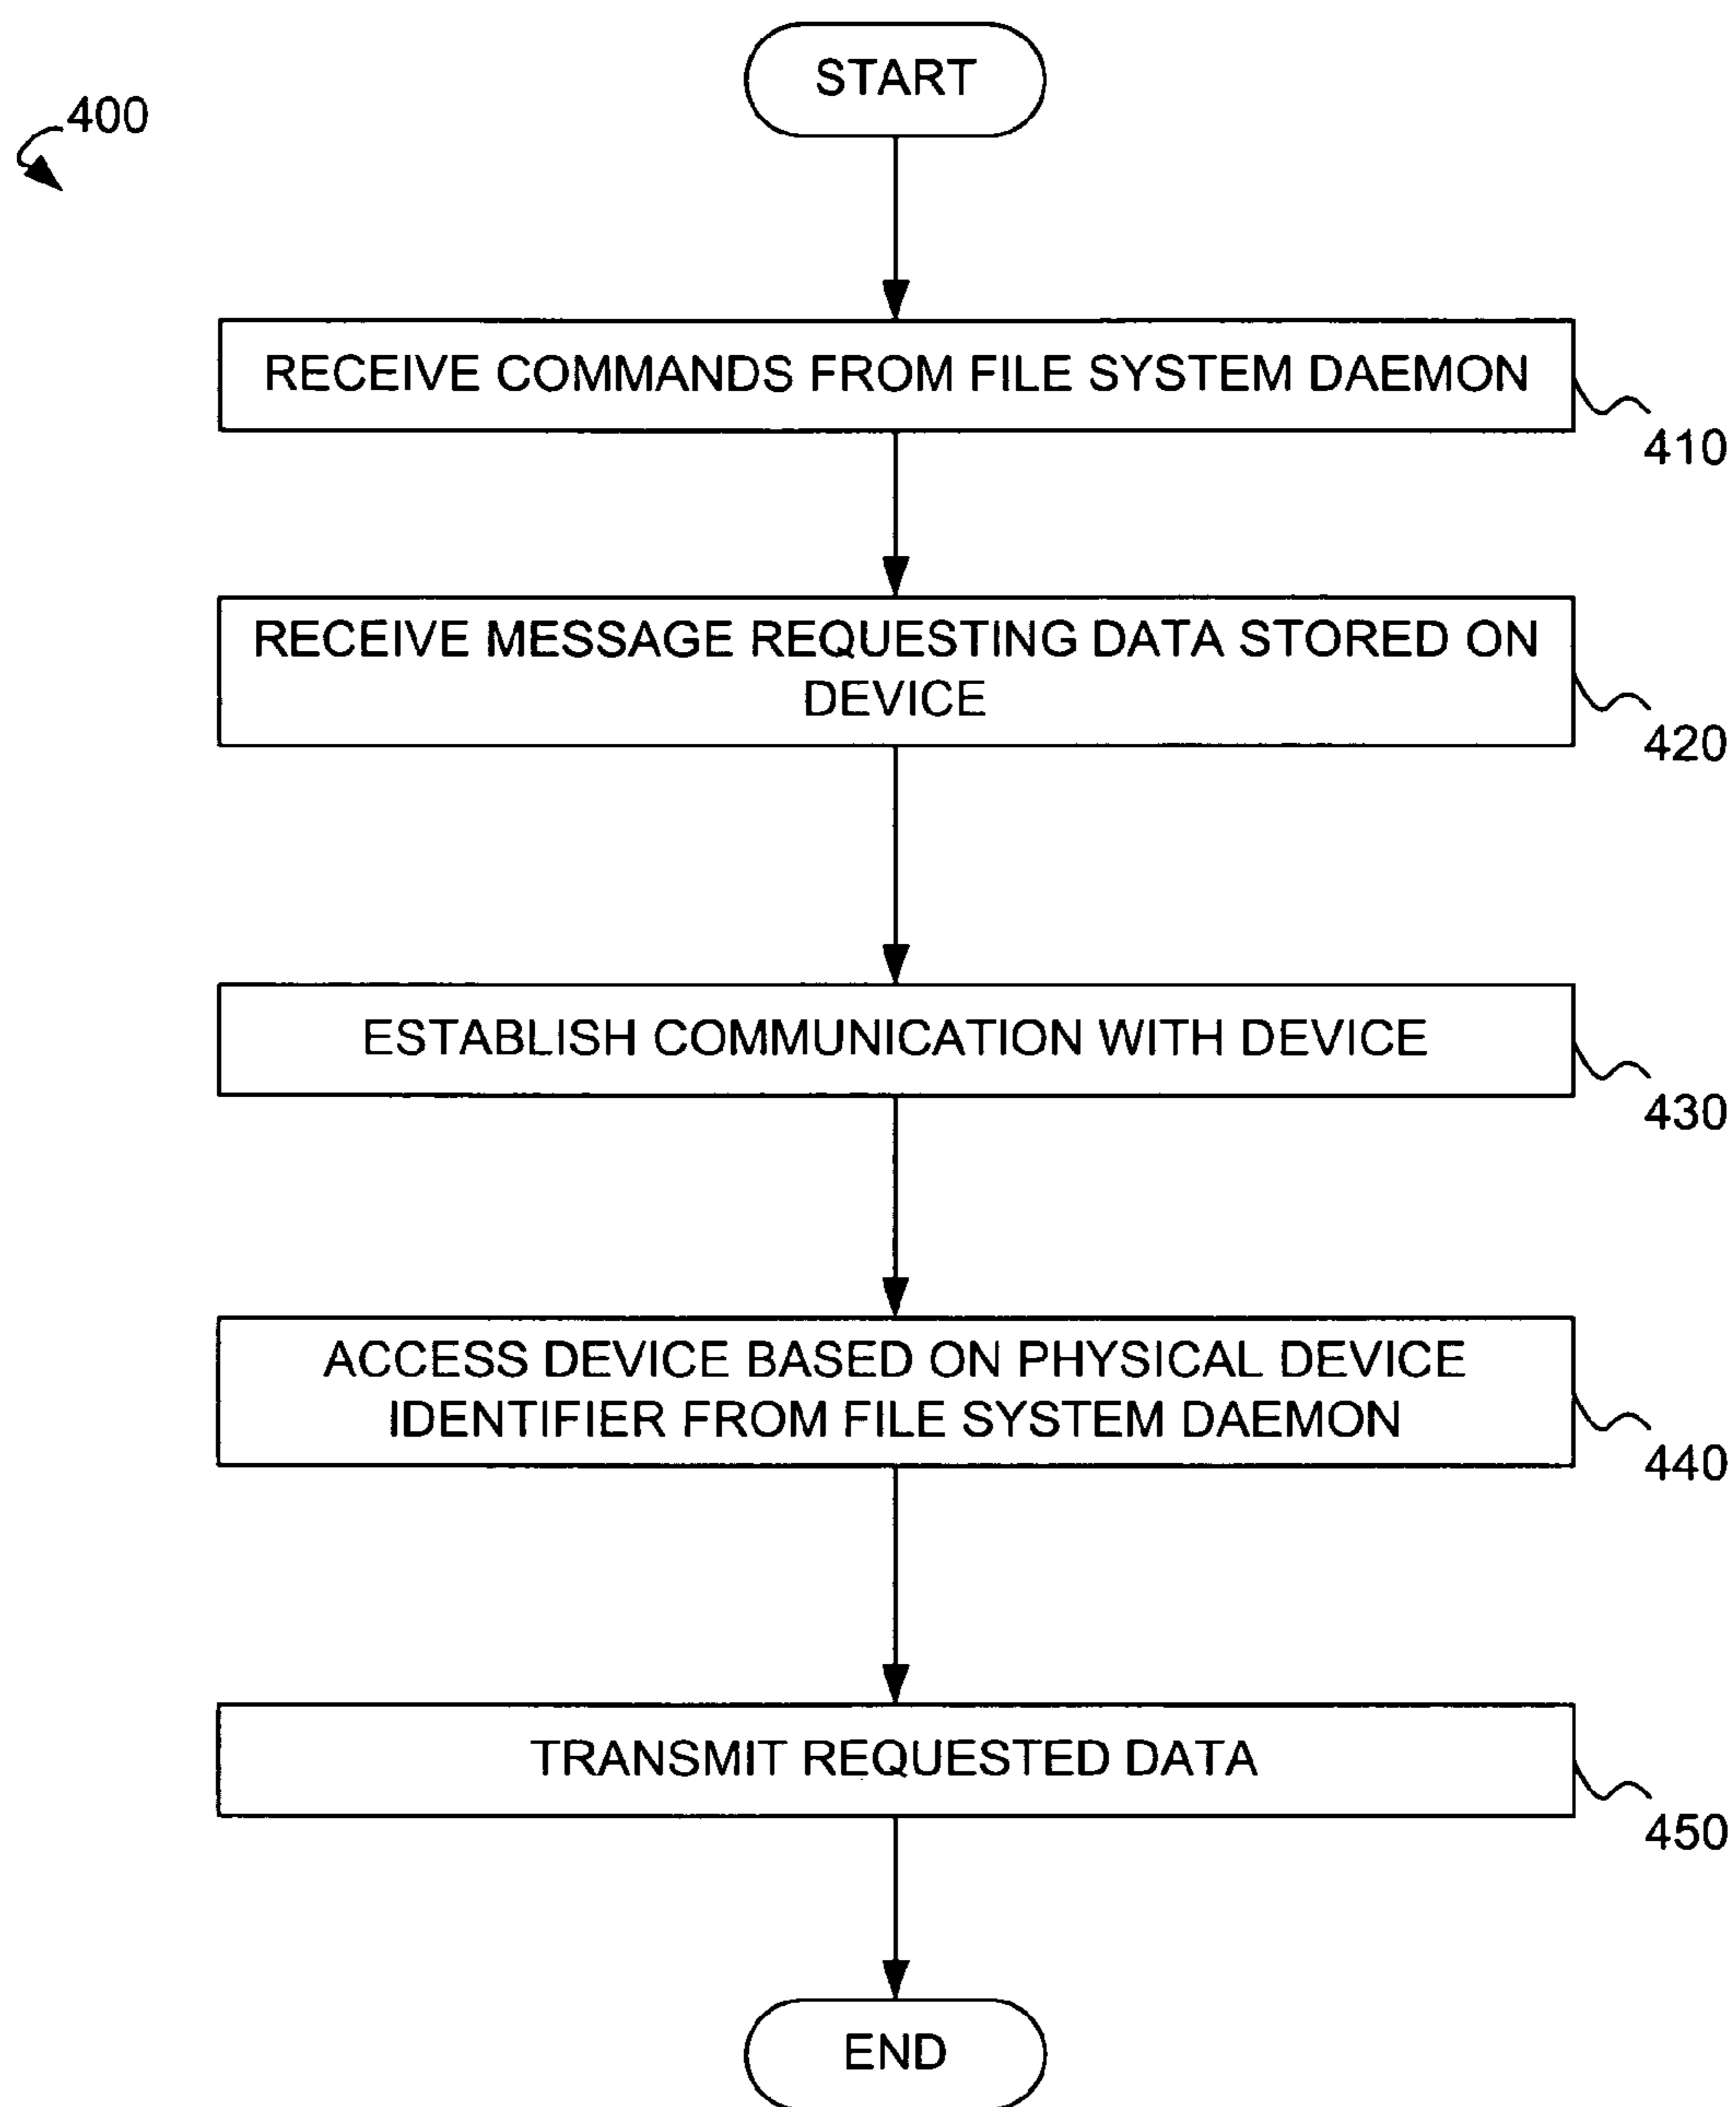 START
400
RECEIVE COMMANDS FROM FILE SYSTEM DAEMON
410
RECEIVE MESSAGE REQUESTING DATA STORED ON
DEVICE
420
ESTABLISH COMMUNICATION WITH DEVICE
430
ACCESS DEVICE BASED ON PHYSICAL DEVICE
IDENTIFIER FROM FILE SYSTEM DAEMON
440
TRANSMIT REQUESTED DATA
450
END